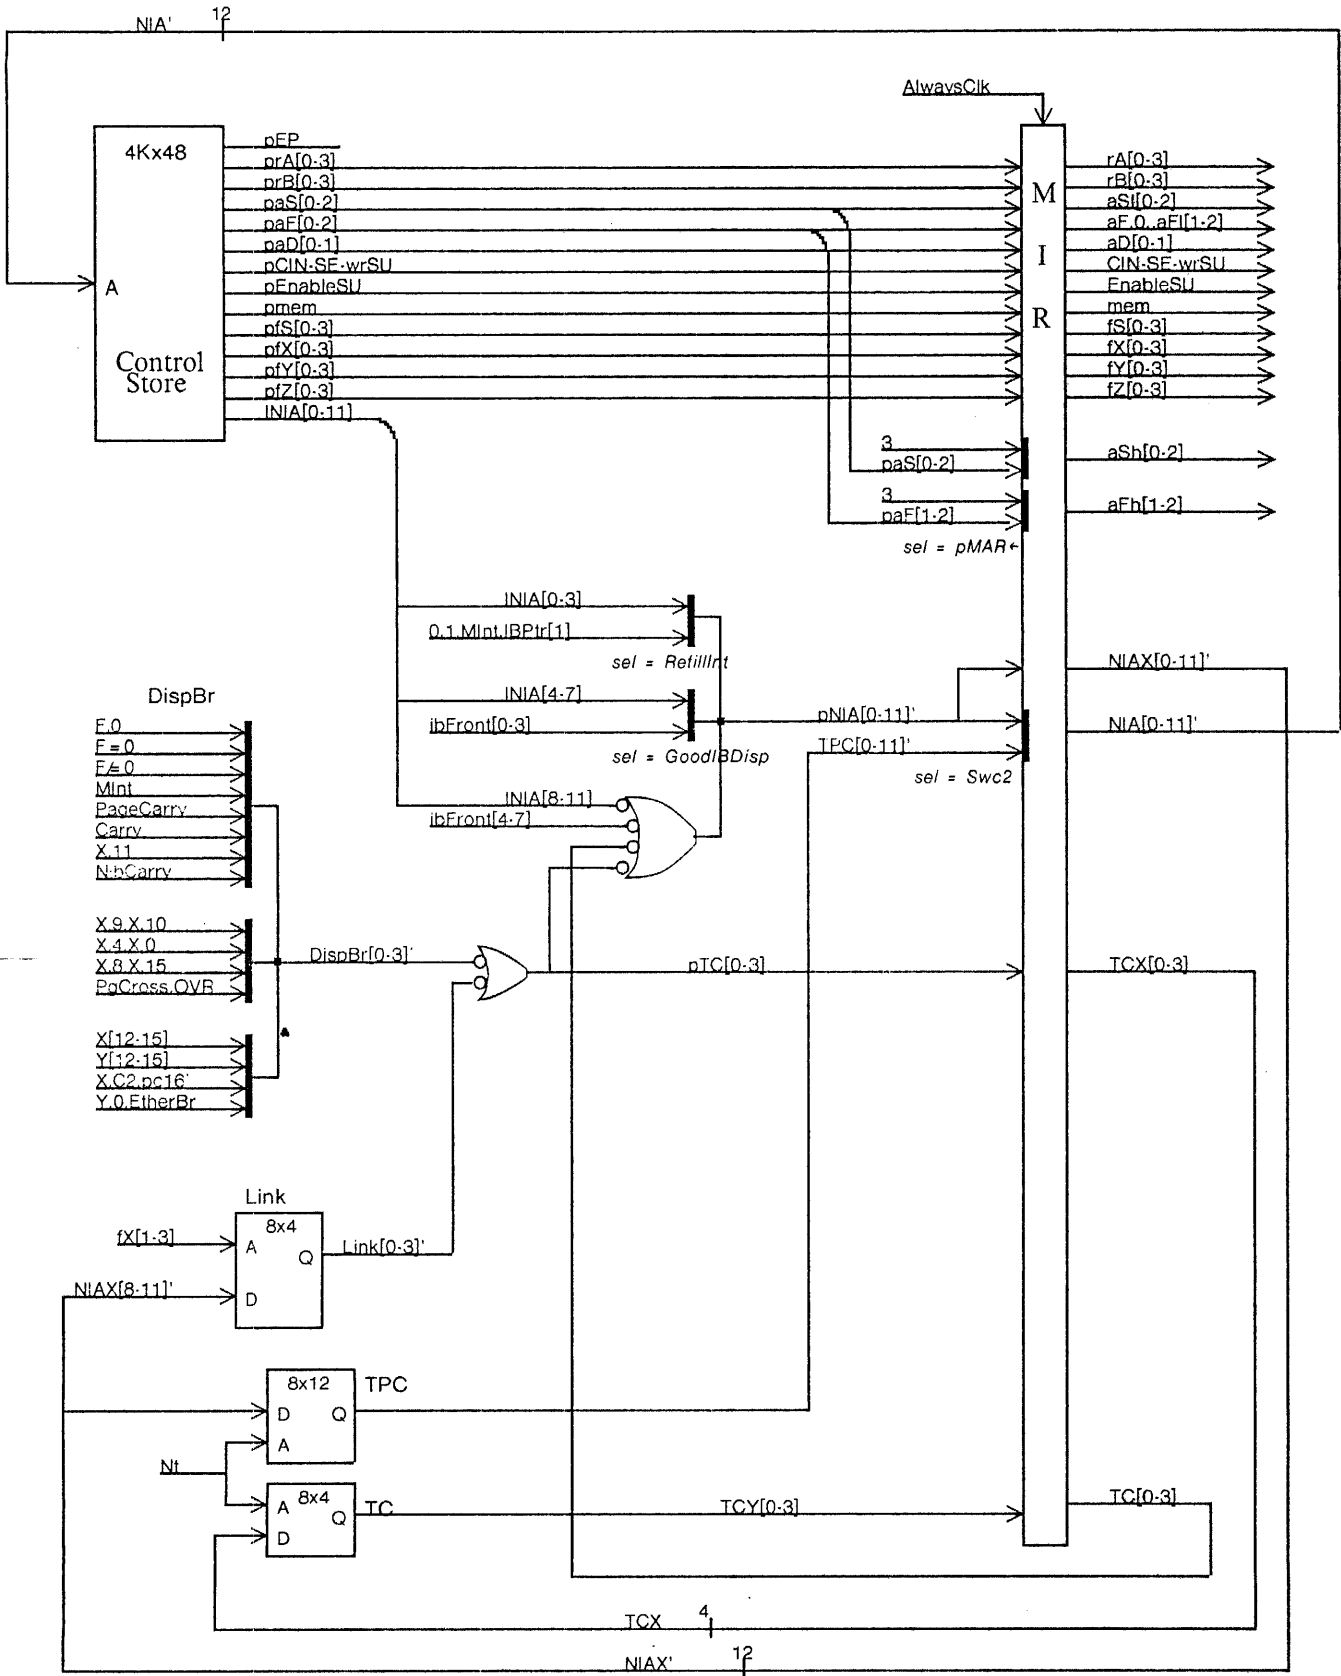 NIA' 12
AlwaysClk
4Kx48
A
Control
Store
pEP
prA[0-3]
prB[0-3]
paS[0-2]
paF[0-2]
paD[0-1]
pCIN-SE-wrSU
pEnableSU
pmem
pfS[0-3]
pfX[0-3]
pfY[0-3]
pfZ[0-3]
INIA[0-11]
M
I
R
rA[0-3]
rB[0-3]
aSl[0-2]
aF.0,,aFl[1-2]
aD[0-1]
CIN-SE-wrSU
EnableSU
mem
fS[0-3]
fX[0-3]
fY[0-3]
fZ[0-3]
3
paS[0-2]
aSh[0-2]
3
paF[1-2]
aFh[1-2]
sel = pMAR←
INIA[0-3]
0,1,MInt,IBPtr[1]
sel = RefillInt
INIA[4-7]
ibFront[0-3]
sel = GoodIBDisp
pNIA[0-11]'
TPC[0-11]'
sel = Swc2
NIAX[0-11]'
NIA[0-11]'
INIA[8-11]
ibFront[4-7]
DispBr
F.0
F=0
F≠0
MInt
PageCarry
Carry
X.11
NibCarry
X.9,X.10
X.4,X.0
X.8,X.15
PgCross,OVR
X[12-15]
Y[12-15]
X,C2,pc16'
Y.0,EtherBr
DispBr[0-3]'
pTC[0-3]
TCX[0-3]
Link
fX[1-3]
8x4
A
Q
D
Link[0-3]'
NIAX[8-11]'
8x12
TPC
D
Q
A
Nt
8x4
TC
A
Q
D
TCY[0-3]
TC[0-3]
TCX 4
NIAX' 12